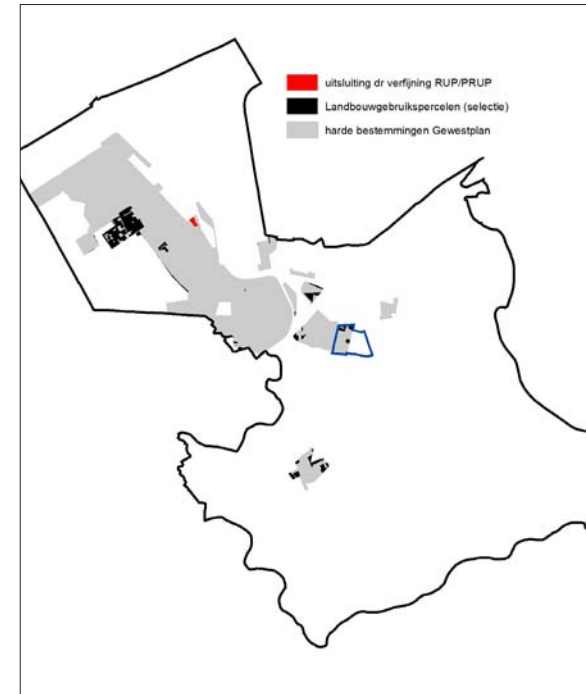 uitsluiting dr verfijning RUP/PRUP
Landbouwgebruikspercelen (selectie)
harde bestemmingen Gewestplan